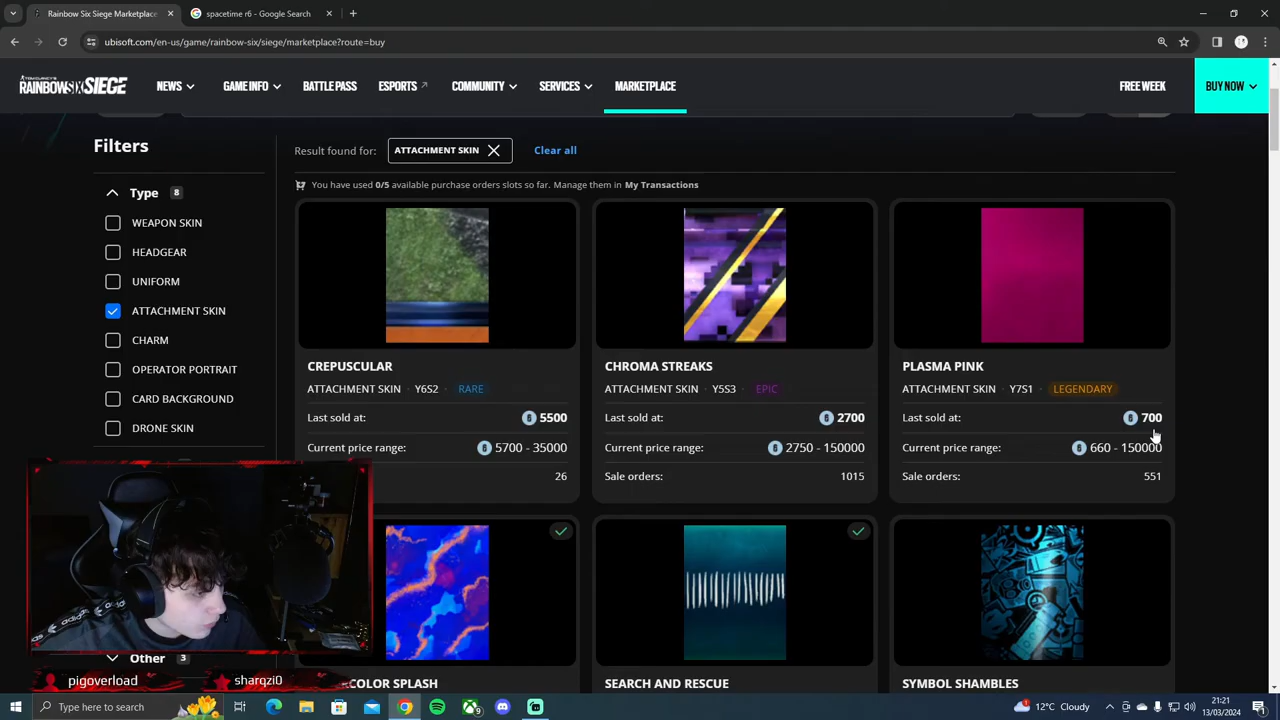 Rainbow Six Siege Marketplace
spacetime r6 - Google Search
ubisoft.com/en-us/game/rainbow-six/siege/marketplace?route=buy
TOM CLANCY'S
RAINBOW SIX SIEGE
NEWS
GAME INFO
BATTLE PASS
ESPORTS
COMMUNITY
SERVICES
MARKETPLACE
FREE WEEK
BUY NOW
Filters
Result found for:
ATTACHMENT SKIN
Clear all
You have used 0/5 available purchase orders slots so far. Manage them in My Transactions
Type 8
WEAPON SKIN
HEADGEAR
UNIFORM
ATTACHMENT SKIN
CHARM
OPERATOR PORTRAIT
CARD BACKGROUND
DRONE SKIN
Other 3
CREPUSCULAR
ATTACHMENT SKIN · Y6S2 · RARE
Last sold at: 5500
Current price range: 5700 - 35000
26
CHROMA STREAKS
ATTACHMENT SKIN · Y5S3 · EPIC
Last sold at: 2700
Current price range: 2750 - 150000
Sale orders: 1015
PLASMA PINK
ATTACHMENT SKIN · Y7S1 · LEGENDARY
Last sold at: 700
Current price range: 660 - 150000
Sale orders: 551
COLOR SPLASH
SEARCH AND RESCUE
SYMBOL SHAMBLES
pigoverload
sharqzi0
Type here to search
12°C Cloudy
21:21
13/03/2024